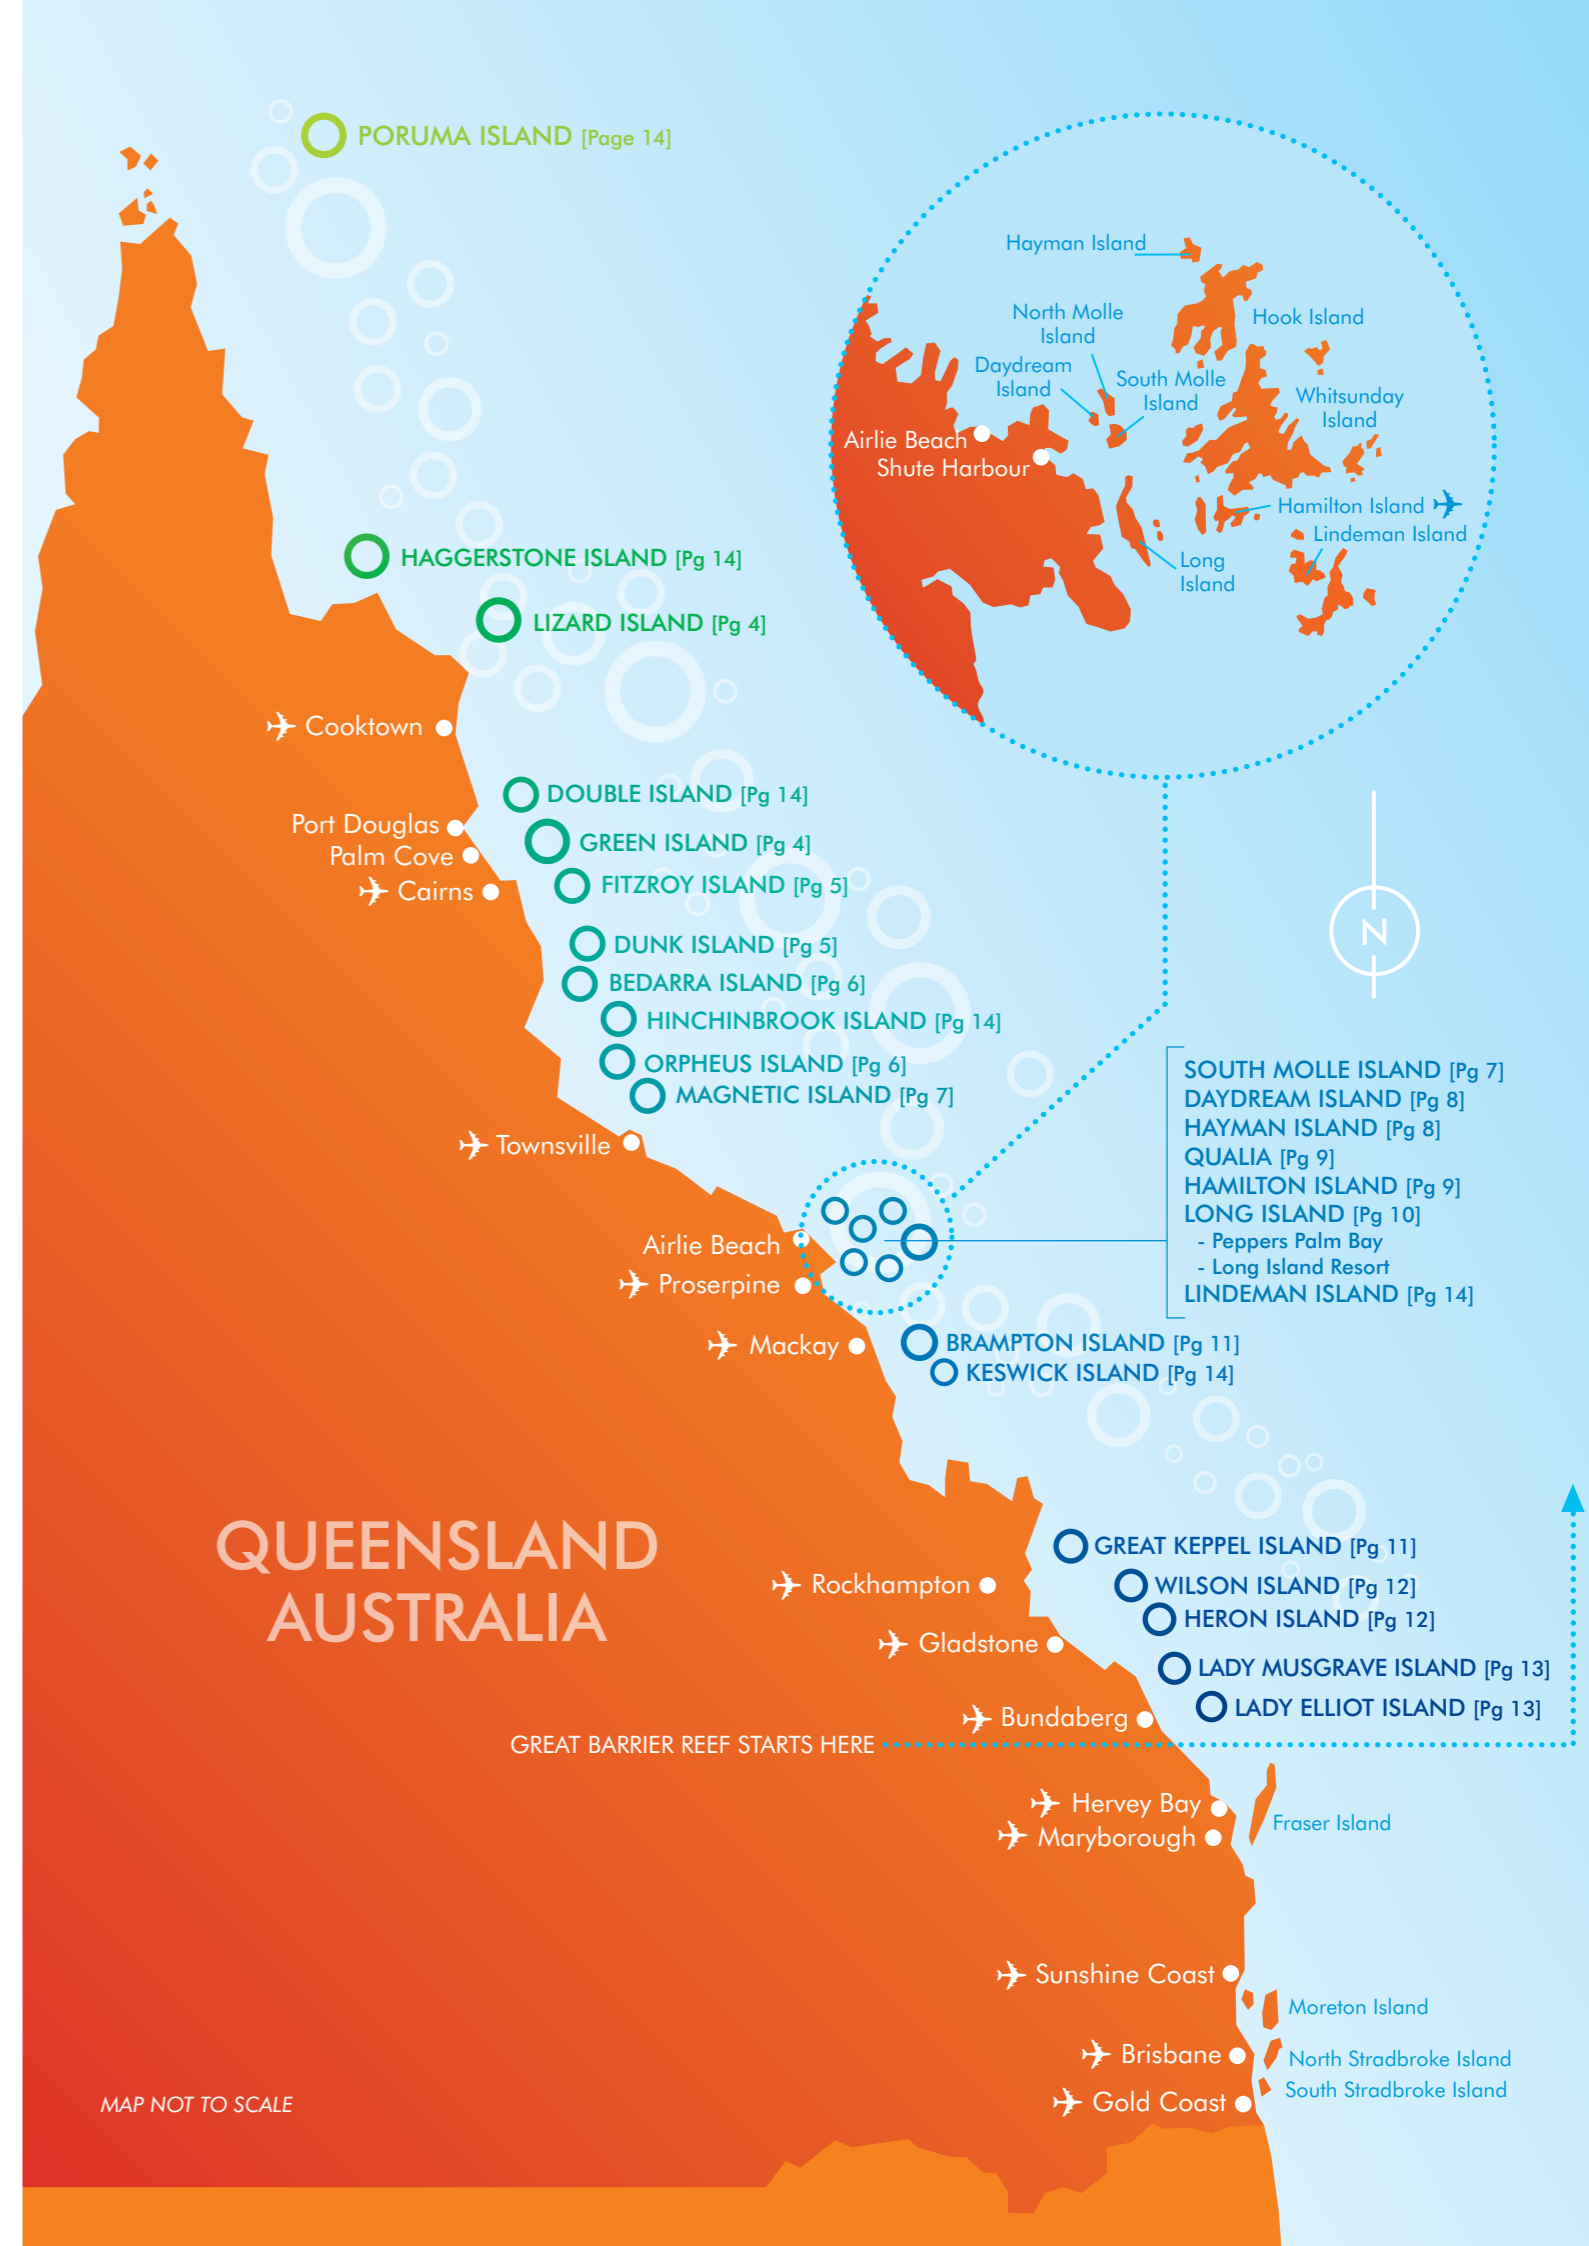 PORUMA ISLAND [Page 14]
Hayman Island
Hook Island
North Molle
Island
Daydream
Island
South Molle
Island
Whitsunday
Island
Airlie Beach
Shute Harbour
Hamilton Island
Lindeman Island
Long
Island
HAGGERSTONE ISLAND [Pg 14]
LIZARD ISLAND [Pg 4]
Cooktown
DOUBLE ISLAND [Pg 14]
Port Douglas
GREEN ISLAND [Pg 4]
Palm Cove
Cairns
FITZROY ISLAND [Pg 5]
N
DUNK ISLAND [Pg 5]
BEDARRA ISLAND [Pg 6]
HINCHINBROOK ISLAND [Pg 14]
ORPHEUS ISLAND [Pg 6]
MAGNETIC ISLAND [Pg 7]
Townsville
SOUTH MOLLE ISLAND [Pg 7]
DAYDREAM ISLAND [Pg 8]
HAYMAN ISLAND [Pg 8]
QUALIA [Pg 9]
HAMILTON ISLAND [Pg 9]
LONG ISLAND [Pg 10]
- Peppers Palm Bay
- Long Island Resort
LINDEMAN ISLAND [Pg 14]
Airlie Beach
Proserpine
Mackay
BRAMPTON ISLAND [Pg 11]
KESWICK ISLAND [Pg 14]
QUEENSLAND
AUSTRALIA
GREAT KEPPEL ISLAND [Pg 11]
Rockhampton
WILSON ISLAND [Pg 12]
HERON ISLAND [Pg 12]
Gladstone
LADY MUSGRAVE ISLAND [Pg 13]
LADY ELLIOT ISLAND [Pg 13]
Bundaberg
GREAT BARRIER REEF STARTS HERE
Hervey Bay
Fraser Island
Maryborough
Sunshine Coast
Moreton Island
Brisbane
North Stradbroke Island
South Stradbroke Island
Gold Coast
MAP NOT TO SCALE